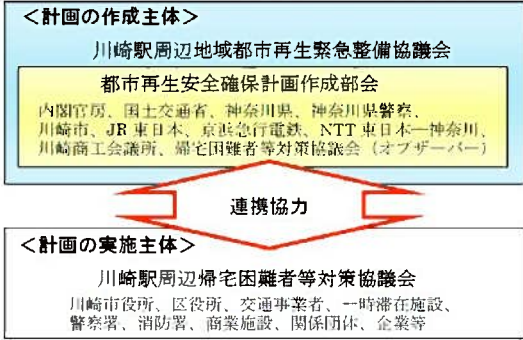 <計画の作成主体>
川崎駅周辺地域都市再生緊急整備協議会
都市再生安全確保計画作成部会
内閣官房、国土交通省、神奈川県、神奈川県警察、
川崎市、JR東日本、京浜急行電鉄、NTT東日本―神奈川、
川崎商工会議所、帰宅困難者等対策協議会（オブザーバー）
連携協力
<計画の実施主体>
川崎駅周辺帰宅困難者等対策協議会
川崎市役所、区役所、交通事業者、一時滞在施設、
警察署、消防署、商業施設、関係団体、企業等